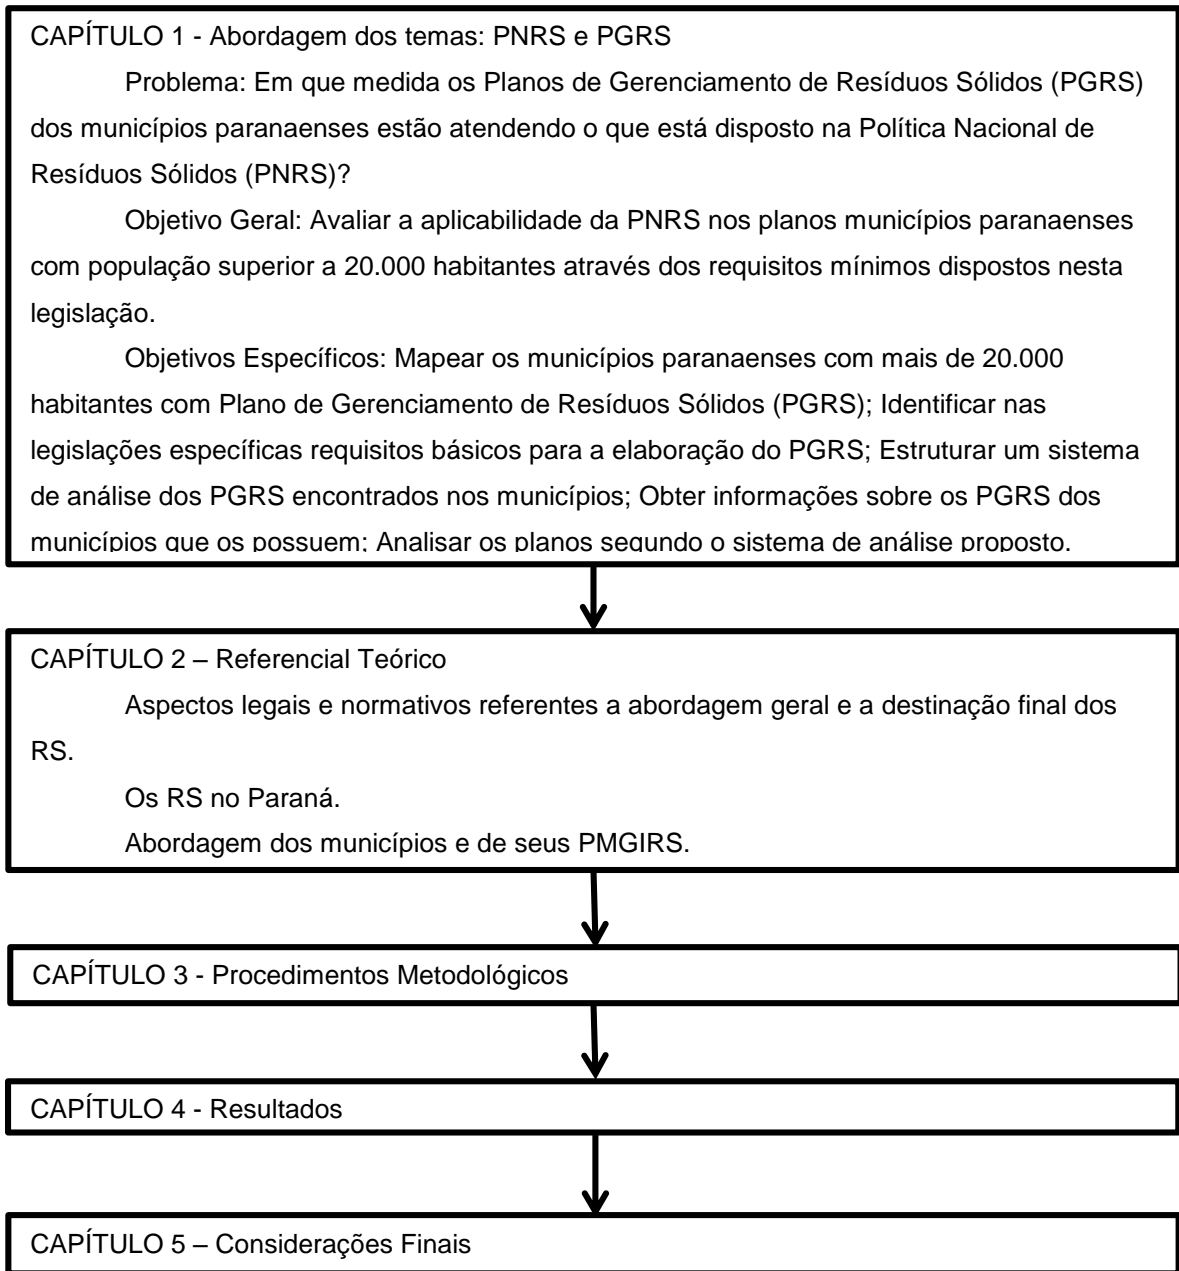 CAPÍTULO 1 - Abordagem dos temas: PNRS e PGRS
Problema: Em que medida os Planos de Gerenciamento de Resíduos Sólidos (PGRS)
dos municípios paranaenses estão atendendo o que está disposto na Política Nacional de
Resíduos Sólidos (PNRS)?
Objetivo Geral: Avaliar a aplicabilidade da PNRS nos planos municípios paranaenses
com população superior a 20.000 habitantes através dos requisitos mínimos dispostos nesta
legislação.
Objetivos Específicos: Mapear os municípios paranaenses com mais de 20.000
habitantes com Plano de Gerenciamento de Resíduos Sólidos (PGRS); Identificar nas
legislações específicas requisitos básicos para a elaboração do PGRS; Estruturar um sistema
de análise dos PGRS encontrados nos municípios; Obter informações sobre os PGRS dos
municípios que os possuem; Analisar os planos segundo o sistema de análise proposto.
CAPÍTULO 2 – Referencial Teórico
Aspectos legais e normativos referentes a abordagem geral e a destinação final dos
RS.
Os RS no Paraná.
Abordagem dos municípios e de seus PMGIRS.
CAPÍTULO 3 - Procedimentos Metodológicos
CAPÍTULO 4 - Resultados
CAPÍTULO 5 – Considerações Finais